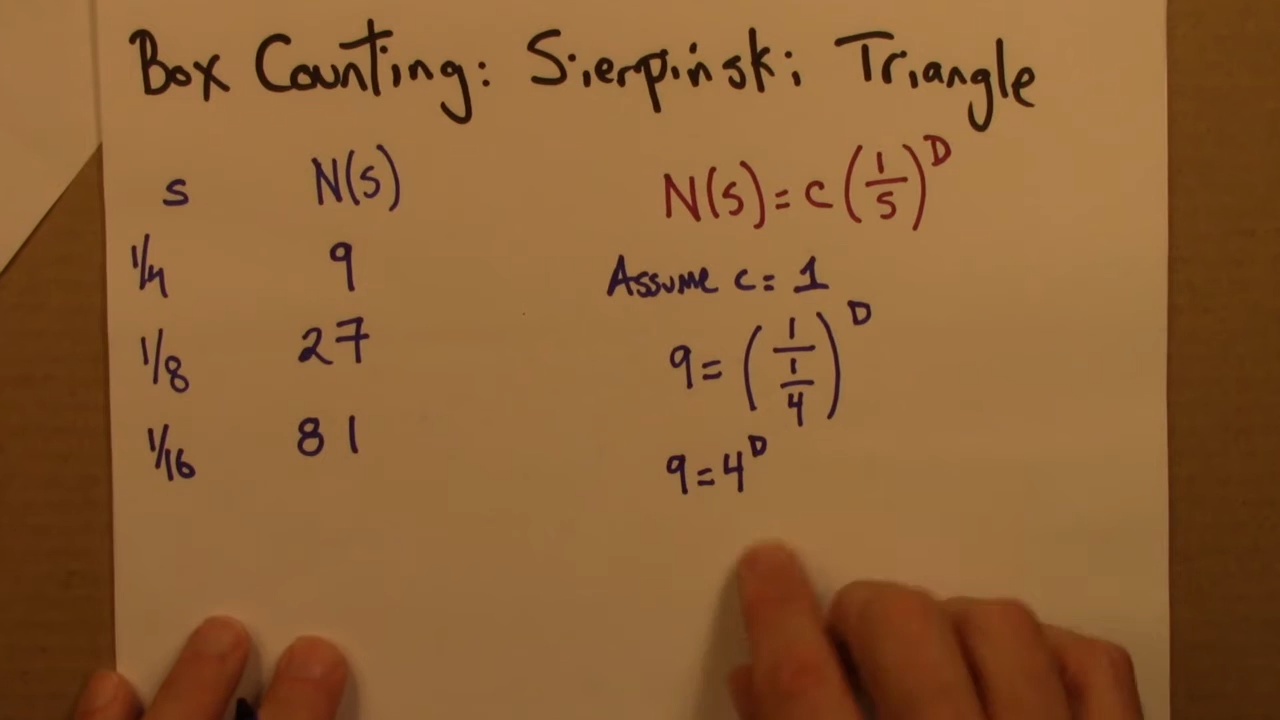 Box Counting: Sierpinski Triangle
s N(s)
1/4 9
1/8 27
1/16 81
N(s) = c(1/s)^D
Assume c = 1
9 = (1/(1/4))^D
9 = 4^D